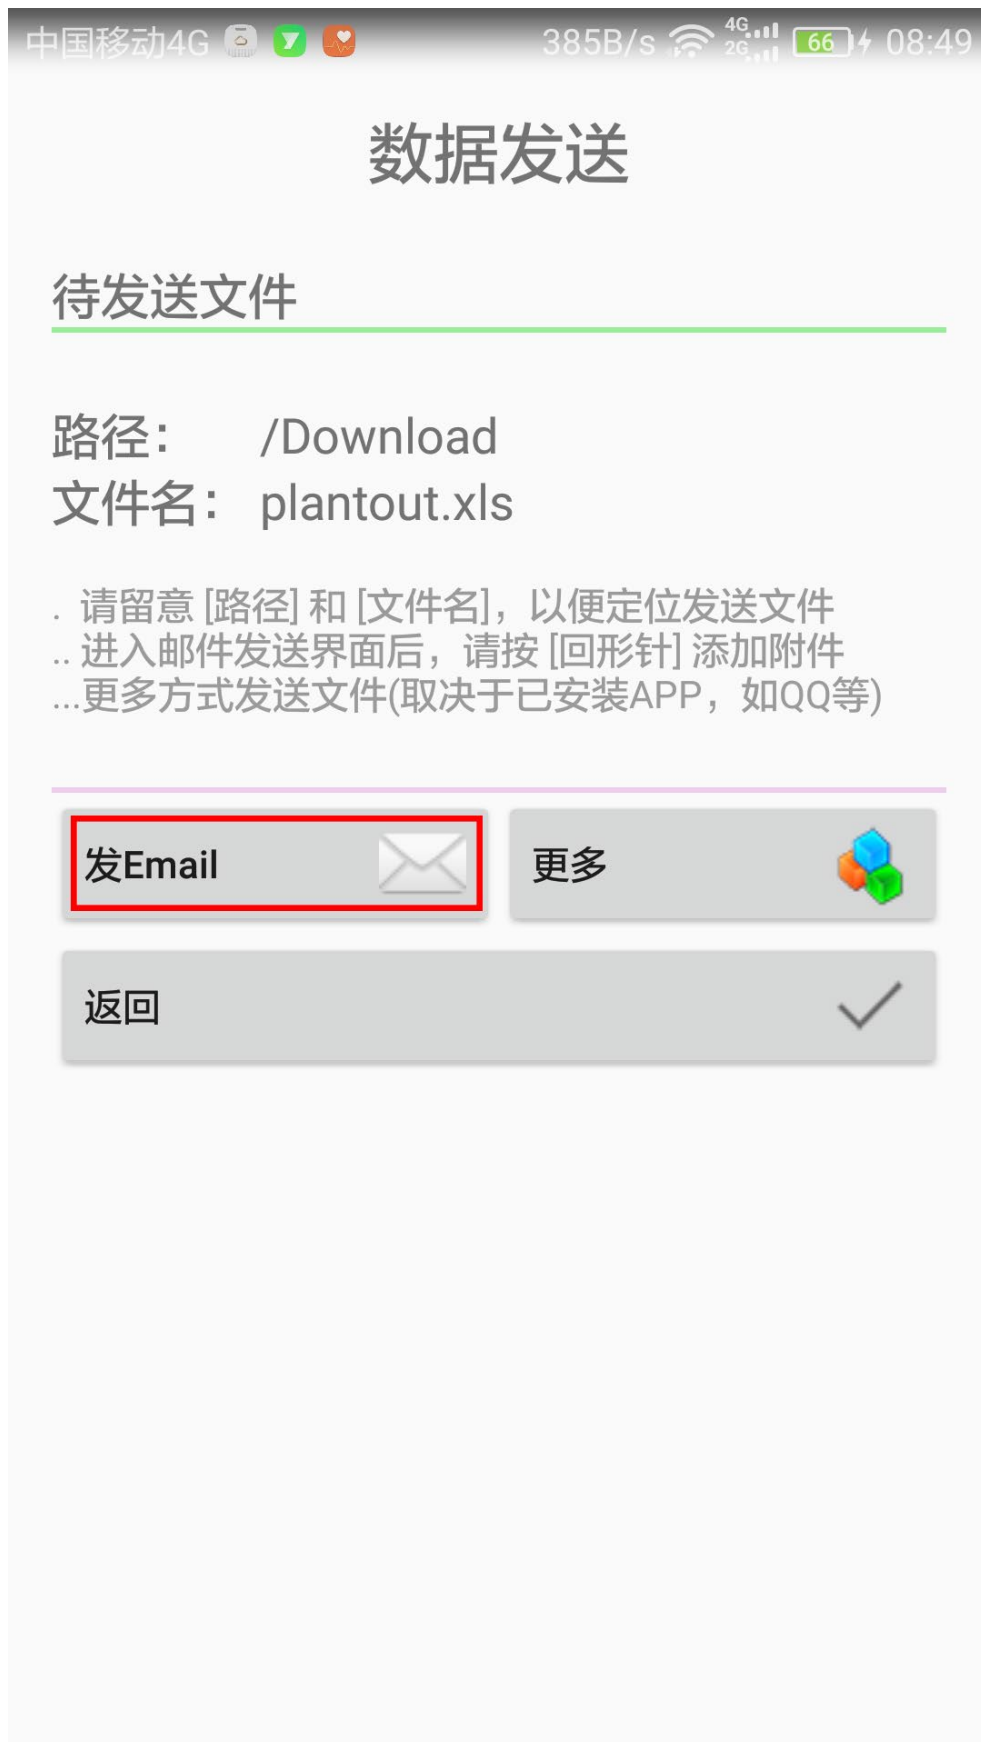 中国移动4G 385B/s 4G 2G 66 08:49
数据发送
待发送文件
路径： /Download
文件名： plantout.xls
. 请留意 [路径] 和 [文件名]，以便定位发送文件
.. 进入邮件发送界面后，请按 [回形针] 添加附件
...更多方式发送文件(取决于已安装APP，如QQ等)
发Email 更多
返回